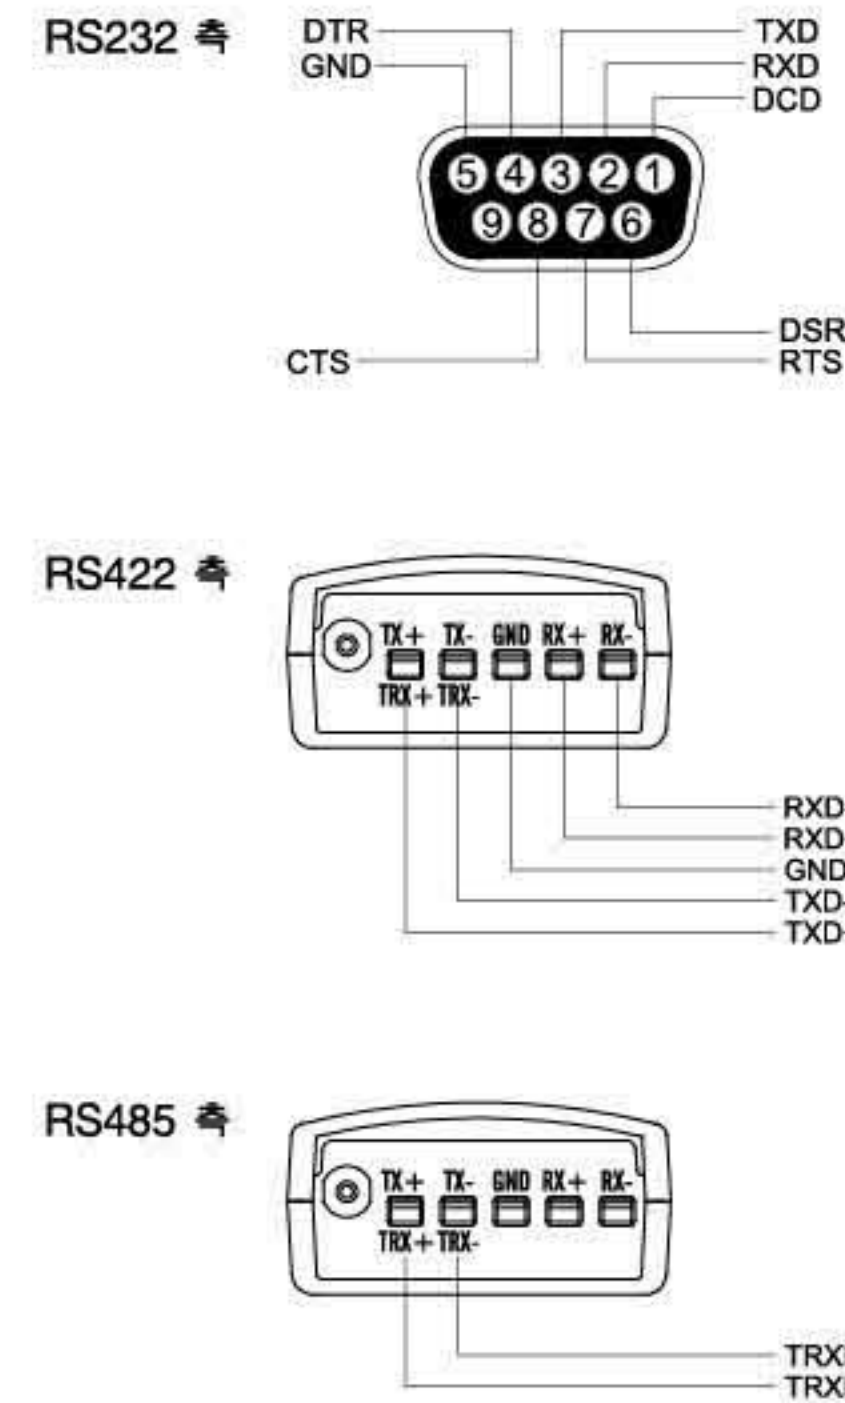 RS232 측
DTR
TXD
GND
RXD
DCD
5 4 3 2 1
9 8 7 6
DSR
CTS
RTS
RS422 측
TX+ TX- GND RX+ RX-
TRX+ TRX-
RXD
RXD
GND
TXD-
TXD
RS485 측
TX+ TX- GND RX+ RX-
TRX+ TRX-
TRX
TRX